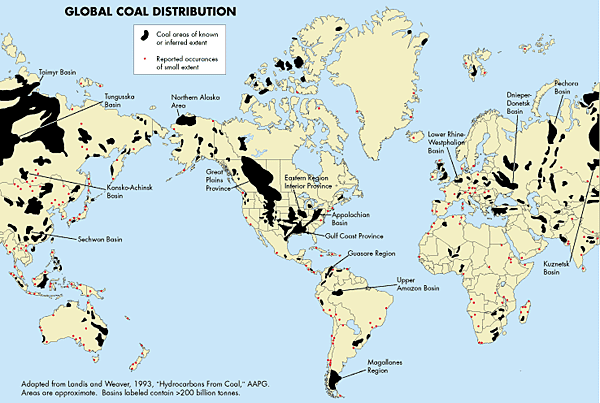 GLOBAL COAL DISTRIBUTION
Coal areas of known
or inferred extent
Reported occurances
of small extent
Taimyr Basin
Tungusska
Basin
Northern Alaska
Area
Pechora
Basin
Dnieper-
Donetsk
Basin
Lower Rhine-
Westphalian
Basin
Great
Plains
Province
Eastern Region
Interior Province
Kansko-Achinsk
Basin
Appalachian
Basin
Gulf Coast Province
Sechwan Basin
Guasare Region
Kuznetsk
Basin
Upper
Amazon Basin
Magallanes
Region
Adapted from Landis and Weaver, 1993, "Hydrocarbons From Coal," AAPG.
Areas are approximate. Basins labeled contain >200 billion tonnes.